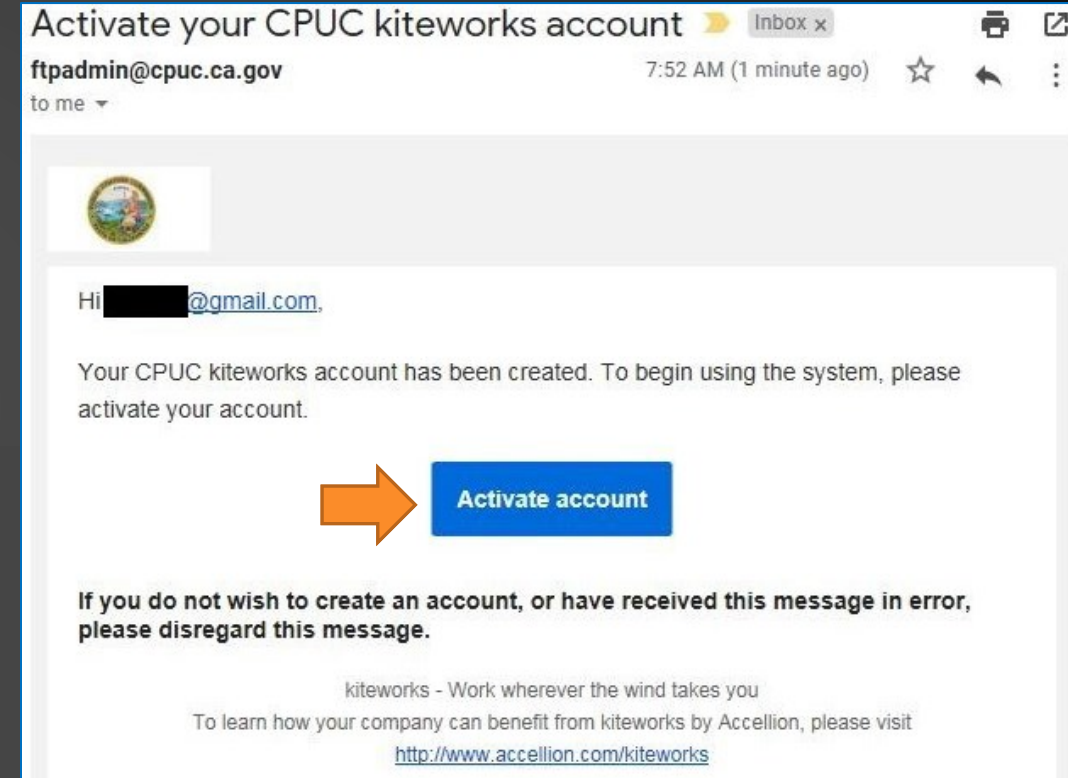 Activate your CPUC kiteworks account Inbox x
ftpadmin@cpuc.ca.gov 7:52 AM (1 minute ago)
to me
Hi @gmail.com,
Your CPUC kiteworks account has been created. To begin using the system, please
activate your account.
Activate account
If you do not wish to create an account, or have received this message in error,
please disregard this message.
kiteworks - Work wherever the wind takes you
To learn how your company can benefit from kiteworks by Accellion, please visit
http://www.accellion.com/kiteworks